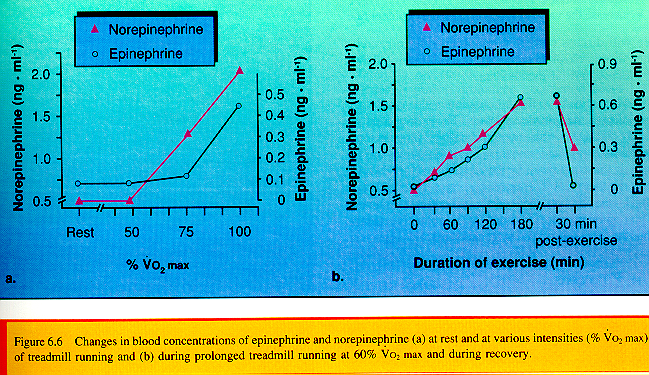 Norepinephrine
Epinephrine
Norepinephrine (ng · ml⁻¹)
2.0
1.5
1.0
0.5
Epinephrine (ng · ml⁻¹)
0.5
0.4
0.3
0.2
0.1
0
Rest 50 75 100
% V̇O₂ max
a.
Norepinephrine
Epinephrine
Norepinephrine (ng · ml⁻¹)
2.0
1.5
1.0
0.5
Epinephrine (ng · ml⁻¹)
0.9
0.6
0.3
0
0 60 120 180 30 min
post-exercise
Duration of exercise (min)
b.
Figure 6.6 Changes in blood concentrations of epinephrine and norepinephrine (a) at rest and at various intensities (% V̇O₂ max)
of treadmill running and (b) during prolonged treadmill running at 60% V̇O₂ max and during recovery.